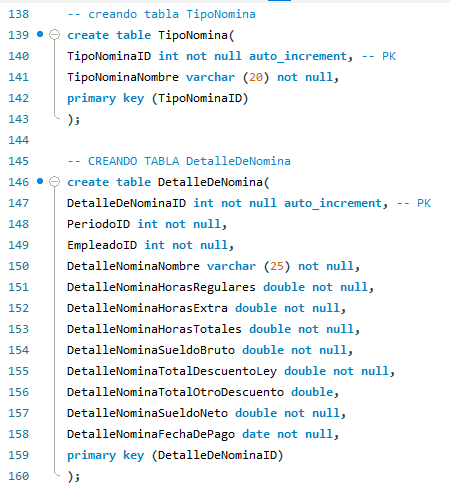 138 -- creando tabla TipoNomina
139 create table TipoNomina(
140 TipoNominaID int not null auto_increment, -- PK
141 TipoNominaNombre varchar (20) not null,
142 primary key (TipoNominaID)
143 );
144
145 -- CREANDO TABLA DetalleDeNomina
146 create table DetalleDeNomina(
147 DetalleDeNominaID int not null auto_increment, -- PK
148 PeriodoID int not null,
149 EmpleadoID int not null,
150 DetalleNominaNombre varchar (25) not null,
151 DetalleNominaHorasRegulares double not null,
152 DetalleNominaHorasExtra double not null,
153 DetalleNominaHorasTotales double not null,
154 DetalleNominaSueldoBruto double not null,
155 DetalleNominaTotalDescuentoLey double not null,
156 DetalleNominaTotalOtroDescuento double,
157 DetalleNominaSueldoNeto double not null,
158 DetalleNominaFechaDePago date not null,
159 primary key (DetalleDeNominaID)
160 );